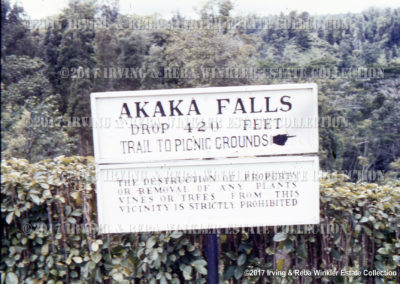 AKAKA FALLS
DROP 420 FEET
TRAIL TO PICNIC GROUNDS
THE DESTRUCTION OF PROPERTY
OR REMOVAL OF ANY PLANTS
VINES OR TREES FROM THIS
VICINITY IS STRICTLY PROHIBITED
©2017 Irving & Reba Winkler Estate Collection